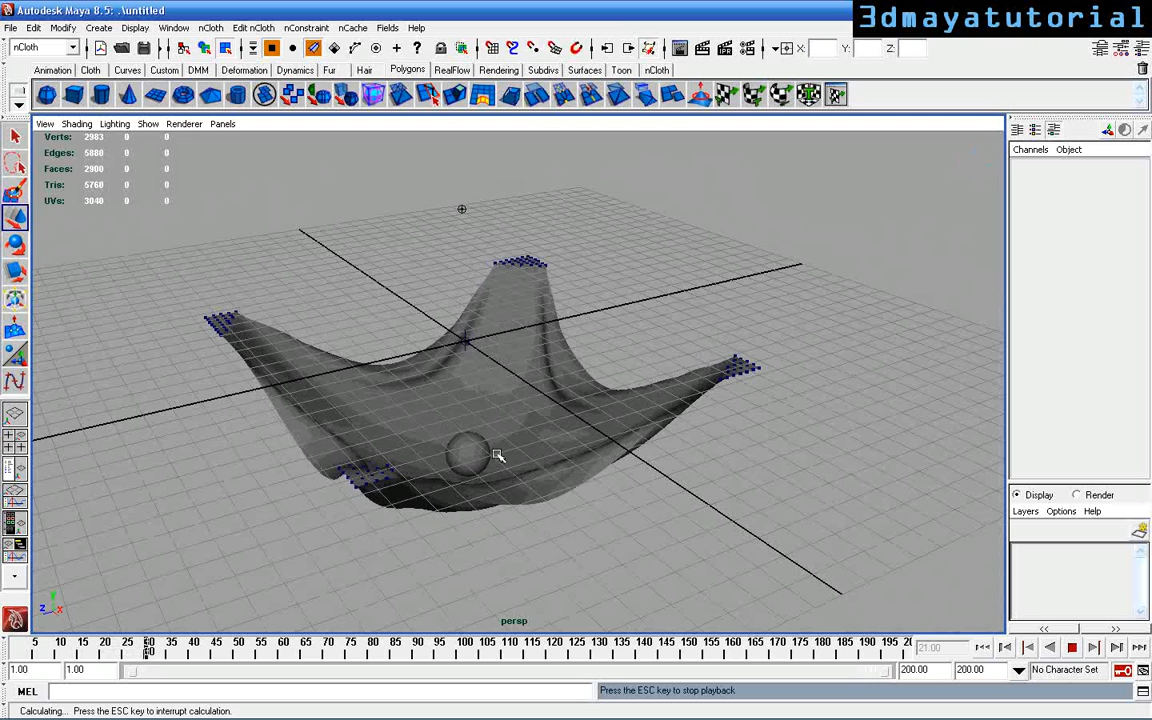 Autodesk Maya 8.5: .\untitled
3dmayatutorial
File Edit Modify Create Display Window nCloth Edit nCloth nConstraint nCache Fields Help
nCloth X: Y: Z:
Animation Cloth Curves Custom DMM Deformation Dynamics Fur Hair Polygons RealFlow Rendering Subdivs Surfaces Toon nCloth
View Shading Lighting Show Renderer Panels
Verts: 2983 0 0
Edges: 5880 0 0
Faces: 2900 0 0
Tris: 5760 0 0
UVs: 3040 0 0
Channels Object
Display Render
Layers Options Help
y
z x
persp
5 10 15 20 25 30 35 40 45 50 55 60 65 70 75 80 85 90 95 100 105 110 115 120 125 130 135 140 145 150 155 160 165 170 175 180 185 190 195 20
21.00
1.00 1.00 200.00 200.00 No Character Set
MEL Press the ESC key to stop playback
Calculating... Press the ESC key to interrupt calculation.